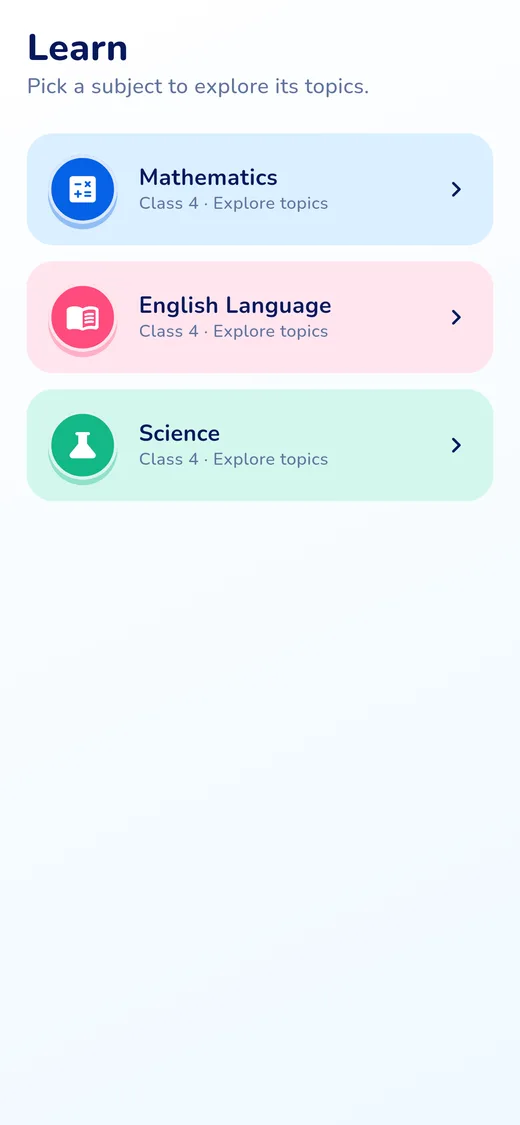 Learn
Pick a subject to explore its topics.
Mathematics
Class 4 · Explore topics
English Language
Class 4 · Explore topics
Science
Class 4 · Explore topics